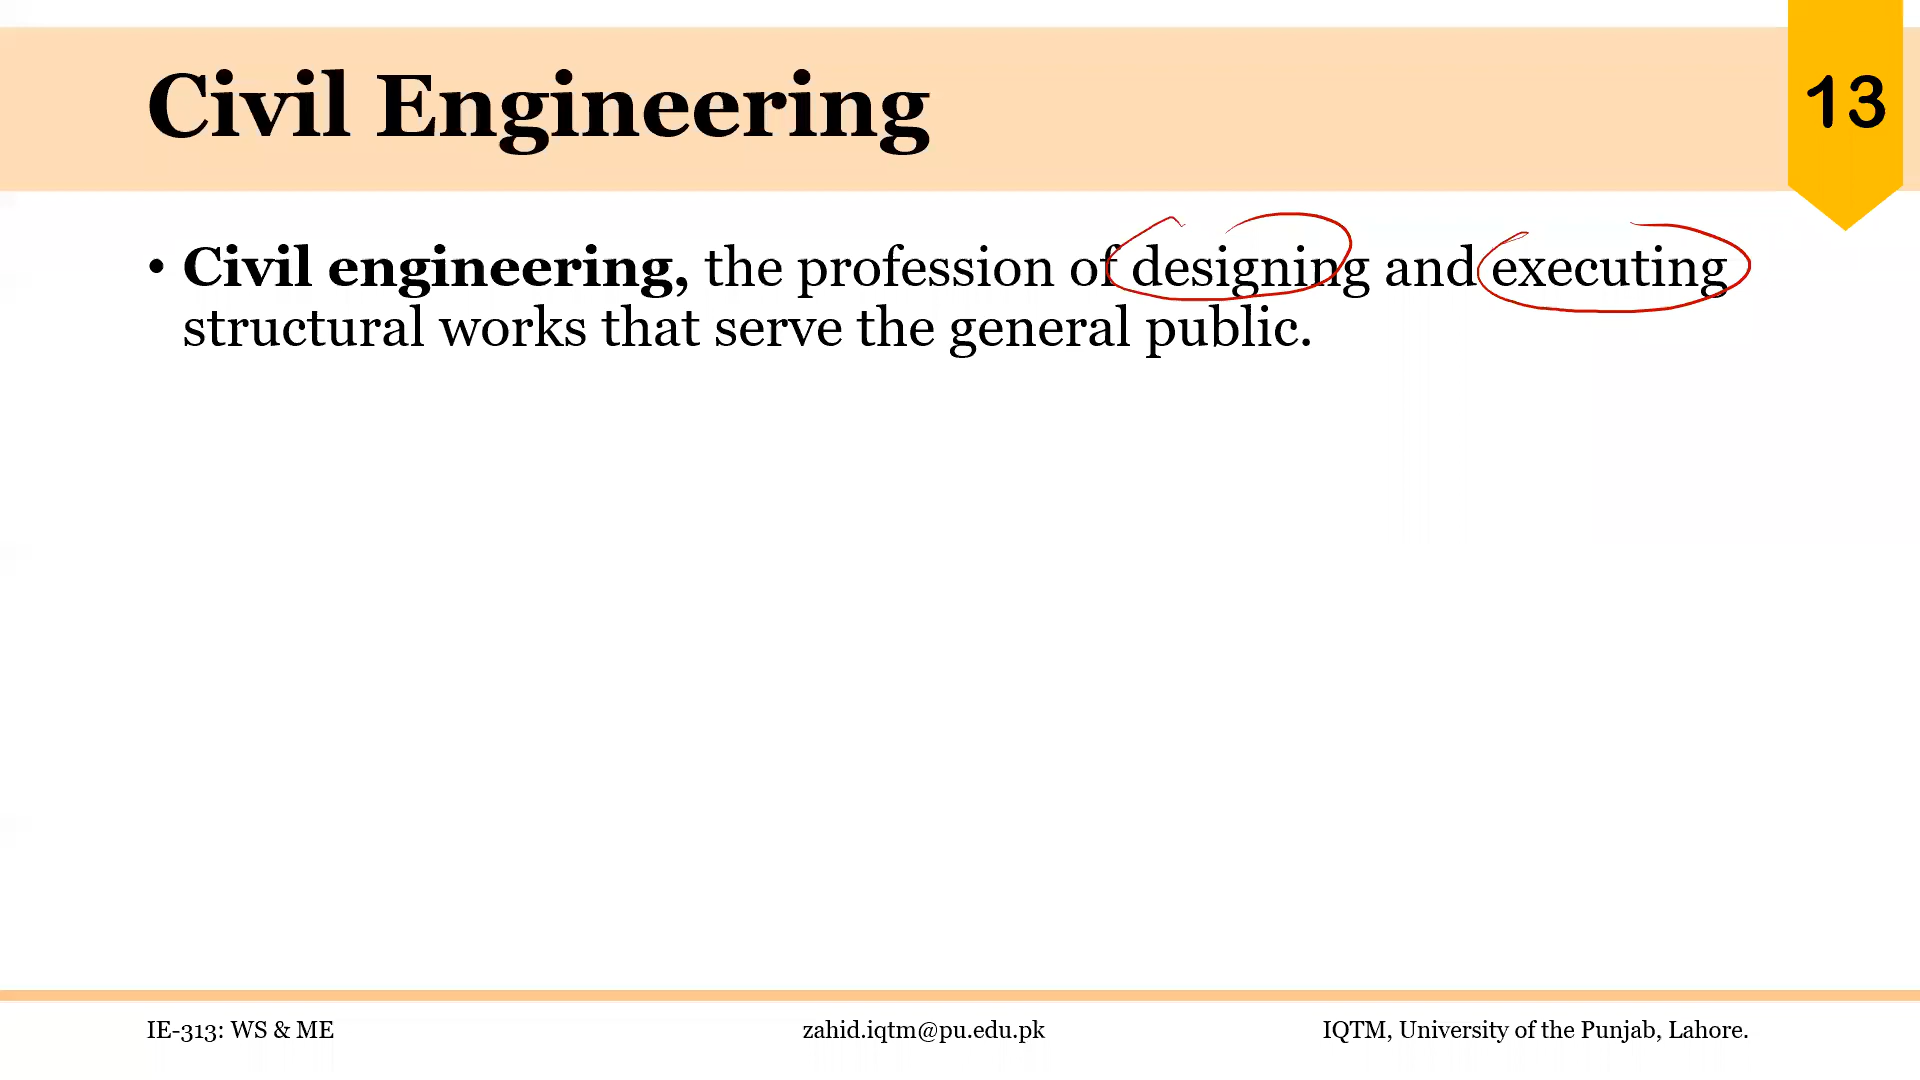 Civil Engineering
13
• Civil engineering, the profession of designing and executing
structural works that serve the general public.
IE-313: WS & ME
zahid.iqtm@pu.edu.pk
IQTM, University of the Punjab, Lahore.